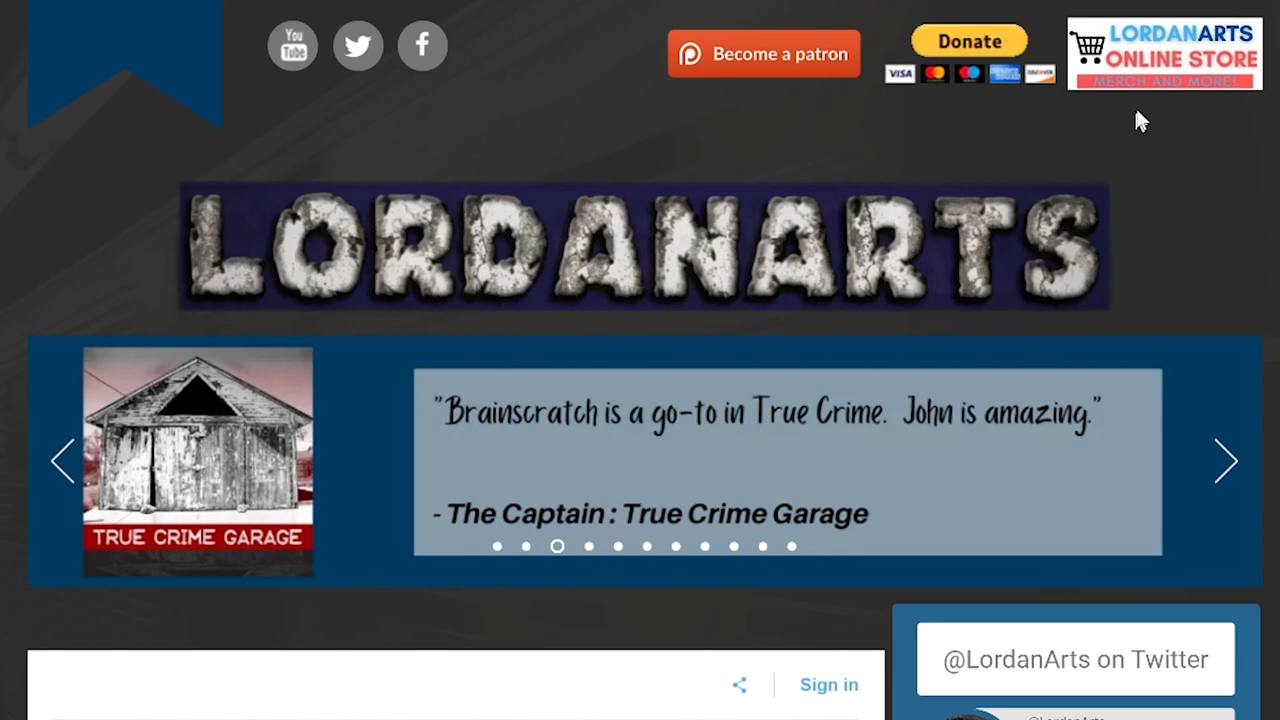 You
Tube
Become a patron
Donate
VISA
LORDANARTS
ONLINE STORE
MERCH AND MORE!
LORDANARTS
"Brainscratch is a go-to in True Crime. John is amazing."
- The Captain : True Crime Garage
TRUE CRIME GARAGE
Sign in
@LordanArts on Twitter
@LordanArts